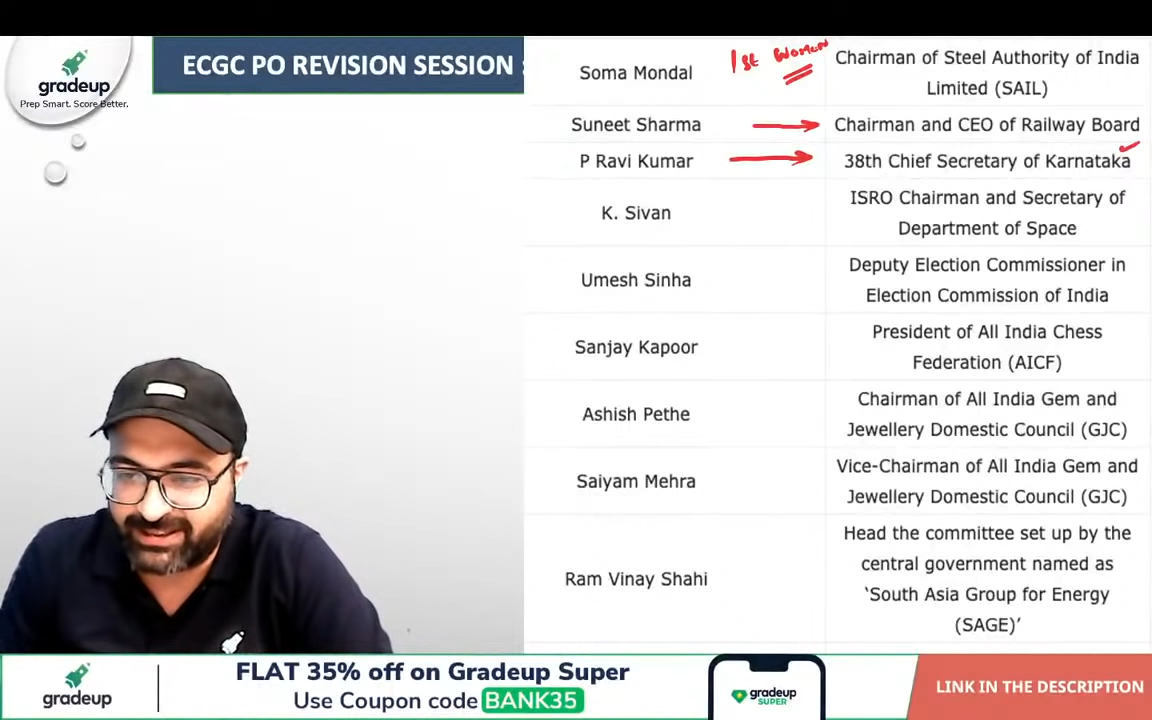 gradeup
Prep Smart. Score Better.
ECGC PO REVISION SESSION :
Soma Mondal
1st women
Chairman of Steel Authority of India
Limited (SAIL)
Suneet Sharma
Chairman and CEO of Railway Board
P Ravi Kumar
38th Chief Secretary of Karnataka
K. Sivan
ISRO Chairman and Secretary of
Department of Space
Umesh Sinha
Deputy Election Commissioner in
Election Commission of India
Sanjay Kapoor
President of All India Chess
Federation (AICF)
Ashish Pethe
Chairman of All India Gem and
Jewellery Domestic Council (GJC)
Saiyam Mehra
Vice-Chairman of All India Gem and
Jewellery Domestic Council (GJC)
Ram Vinay Shahi
Head the committee set up by the
central government named as
‘South Asia Group for Energy
(SAGE)’
gradeup
FLAT 35% off on Gradeup Super
Use Coupon code BANK35
gradeup
SUPER
LINK IN THE DESCRIPTION